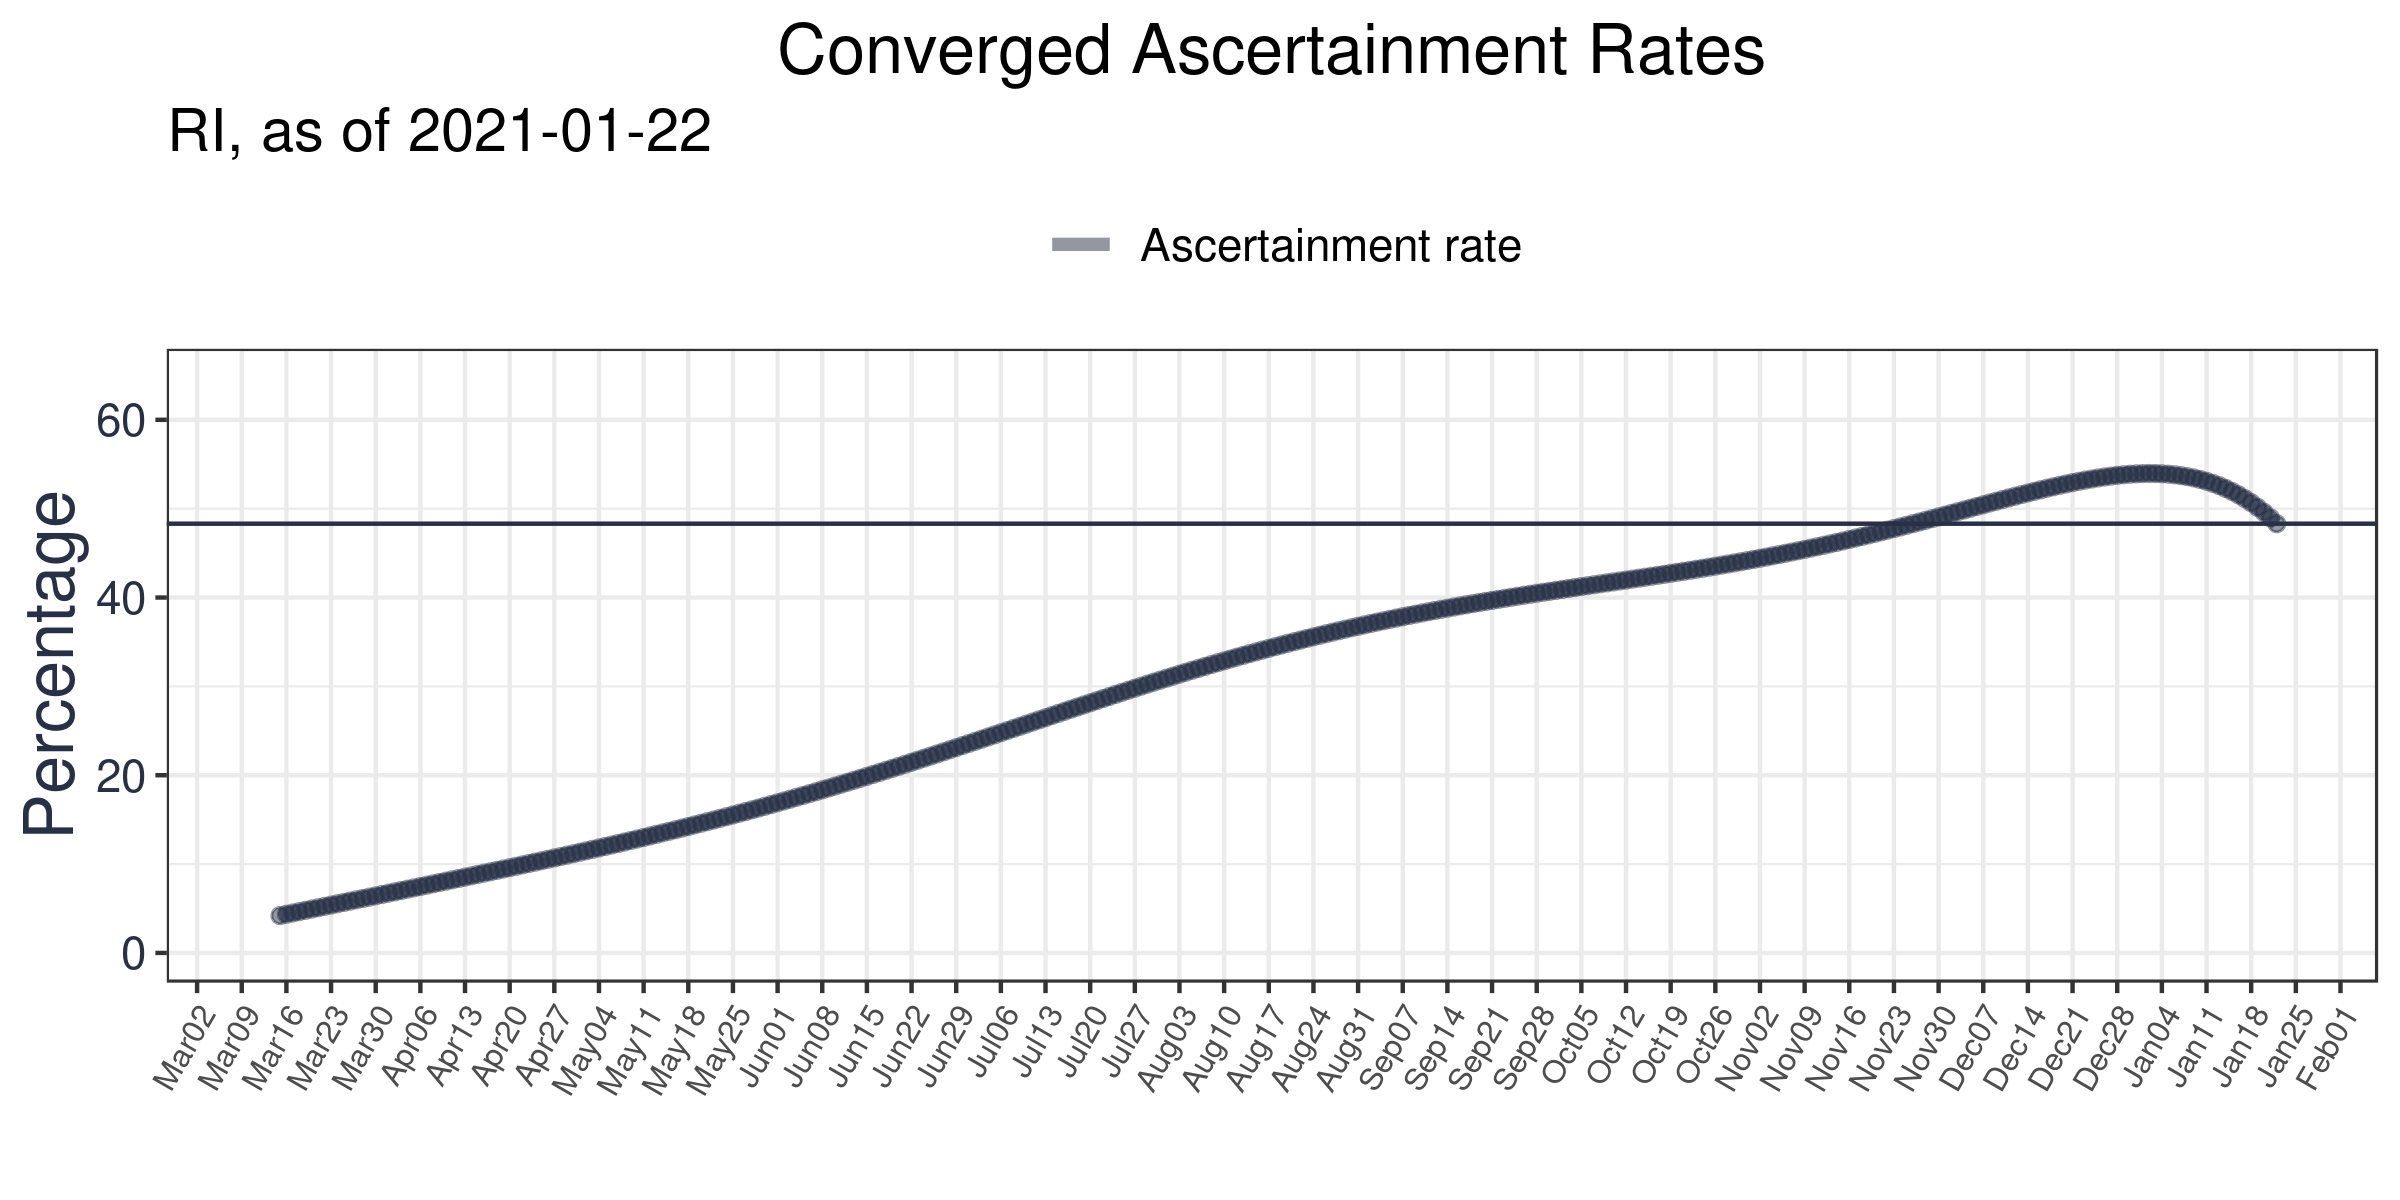 Converged Ascertainment Rates
RI, as of 2021-01-22
Ascertainment rate
Percentage
60
40
20
0
Mar02 Mar09 Mar16 Mar23 Mar30 Apr06 Apr13 Apr20 Apr27 May04 May11 May18 May25 Jun01 Jun08 Jun15 Jun22 Jun29 Jul06 Jul13 Jul20 Jul27 Aug03 Aug10 Aug17 Aug24 Aug31 Sep07 Sep14 Sep21 Sep28 Oct05 Oct12 Oct19 Oct26 Nov02 Nov09 Nov16 Nov23 Nov30 Dec07 Dec14 Dec21 Dec28 Jan04 Jan11 Jan18 Jan25 Feb01